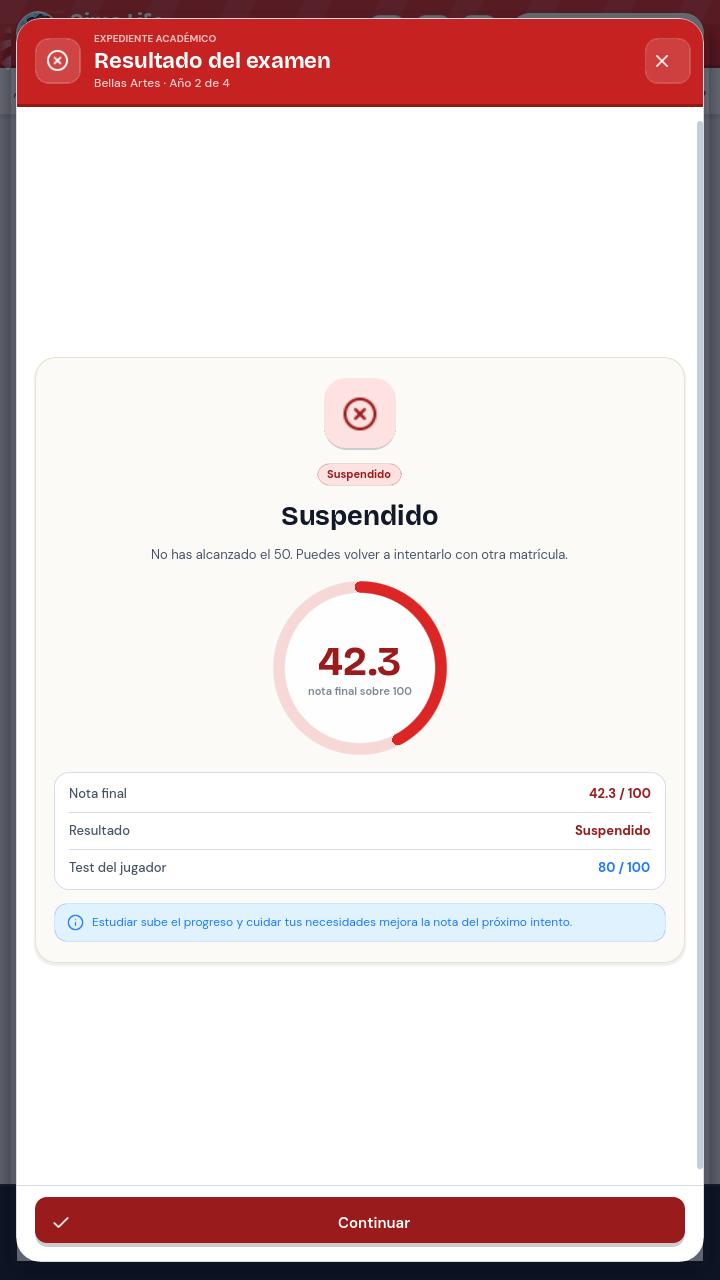 EXPEDIENTE ACADÉMICO
Resultado del examen
Bellas Artes · Año 2 de 4
Suspendido
Suspendido
No has alcanzado el 50. Puedes volver a intentarlo con otra matrícula.
42.3
nota final sobre 100
Nota final 42.3 / 100
Resultado Suspendido
Test del jugador 80 / 100
Estudiar sube el progreso y cuidar tus necesidades mejora la nota del próximo intento.
Continuar